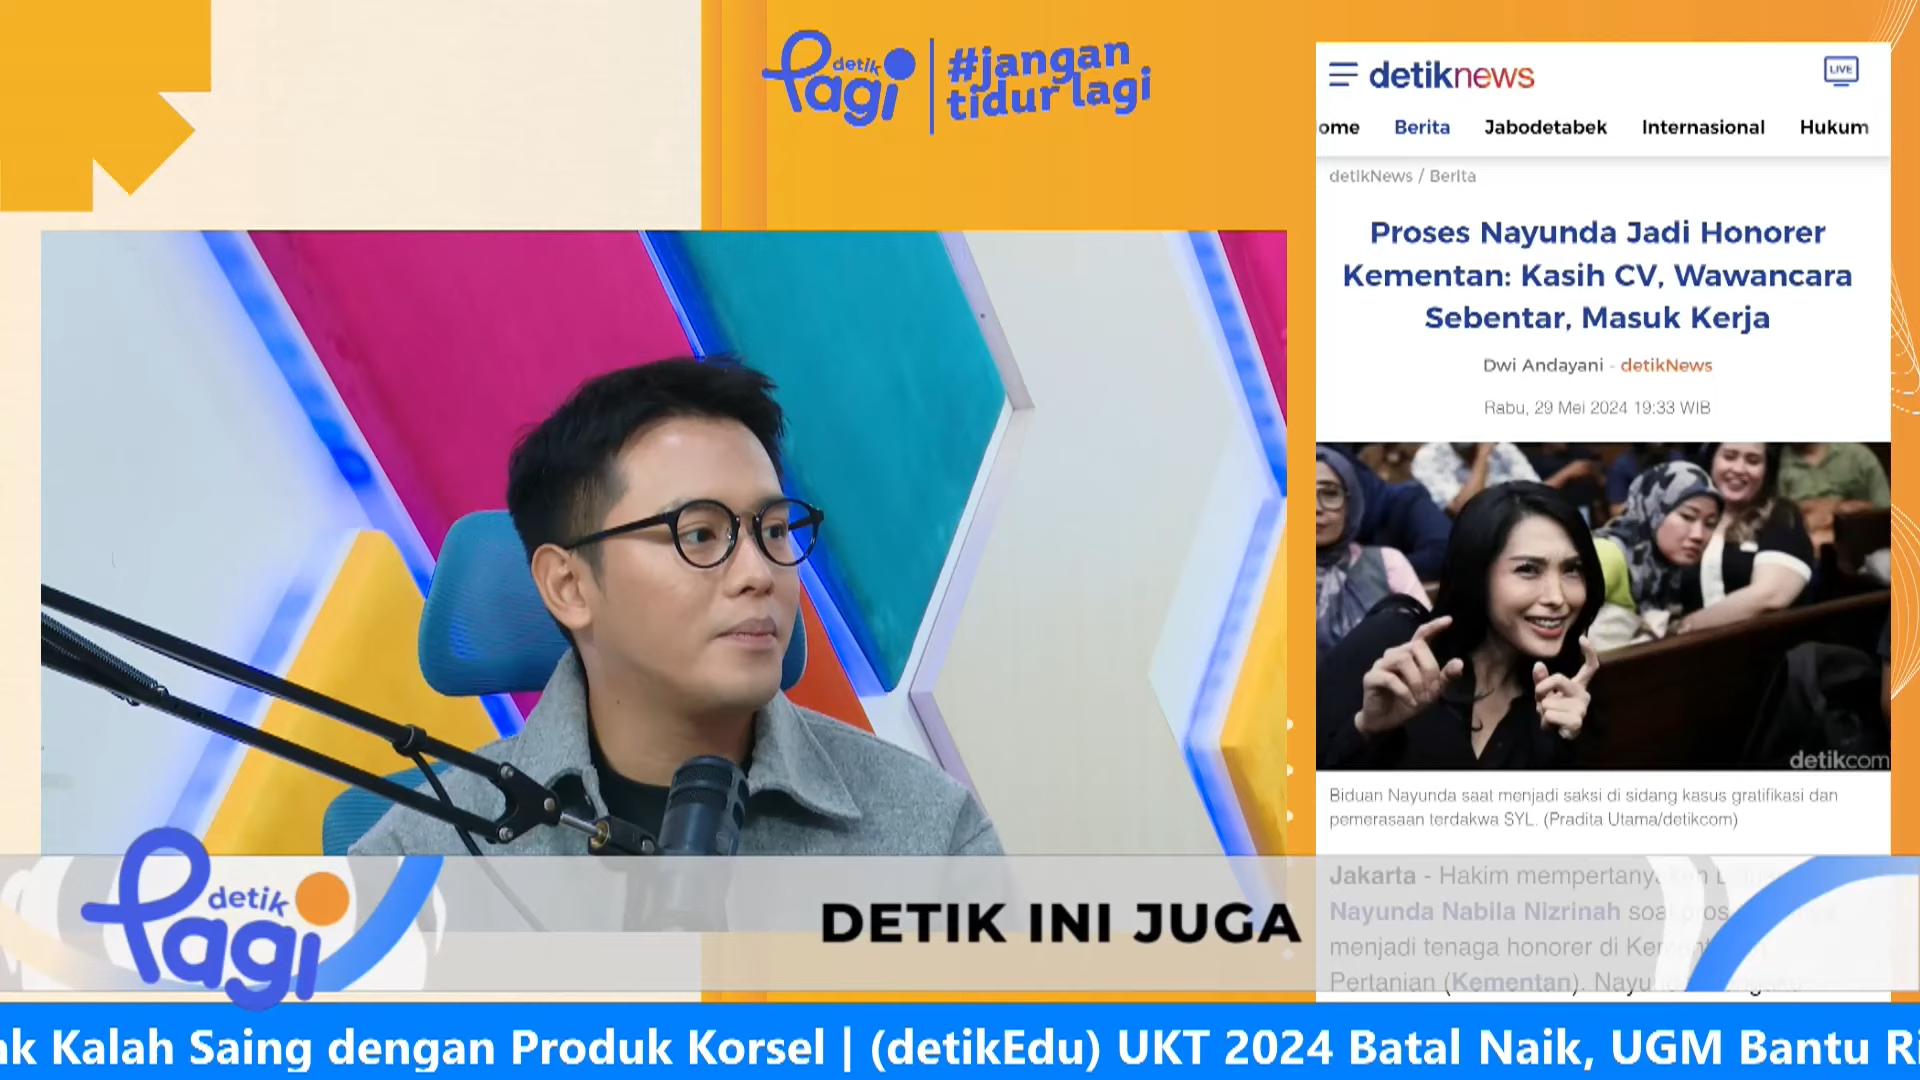 detik
Pagi
#jangan
tidur lagi
detiknews
LIVE
ome Berita Jabodetabek Internasional Hukum
detikNews / Berita
Proses Nayunda Jadi Honorer
Kementan: Kasih CV, Wawancara
Sebentar, Masuk Kerja
Dwi Andayani - detikNews
Rabu, 29 Mei 2024 19:33 WIB
detikcom
Biduan Nayunda saat menjadi saksi di sidang kasus gratifikasi dan
pemerasaan terdakwa SYL. (Pradita Utama/detikcom)
Jakarta - Hakim
Nayunda Nabila Nizrinah
menjadi tenaga honorer di
Pertanian (Kementan).
detik
Pagi
DETIK INI JUGA
Kalah Saing dengan Produk Korsel | (detikEdu) UKT 2024 Batal Naik, UGM Bantu